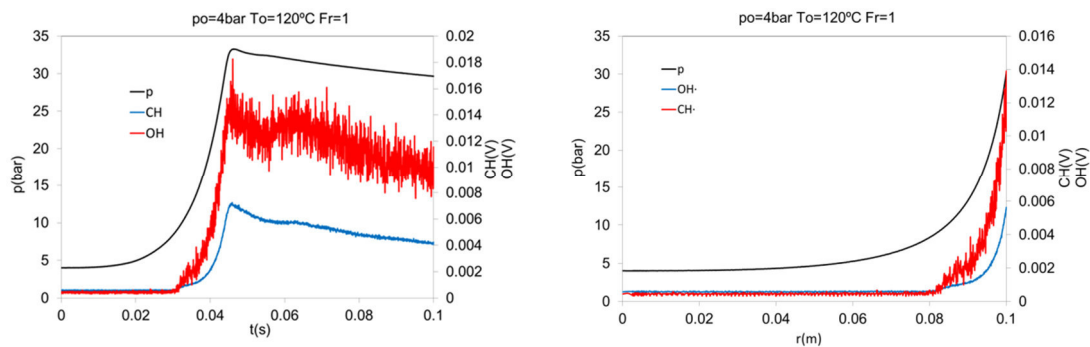 po=4bar To=120ºC Fr=1
35
30
25
20
15
10
5
0
p(bar)
p
CH
OH
0.02
0.018
0.016
0.014
0.012
0.01
0.008
0.006
0.004
0.002
0
CH(V)
OH(V)
0 0.02 0.04 0.06 0.08 0.1
t(s)
po=4bar To=120ºC Fr=1
35
30
25
20
15
10
5
0
p(bar)
p
OH·
CH·
0.016
0.014
0.012
0.01
0.008
0.006
0.004
0.002
0
CH(V)
OH(V)
0 0.02 0.04 0.06 0.08 0.1
r(m)